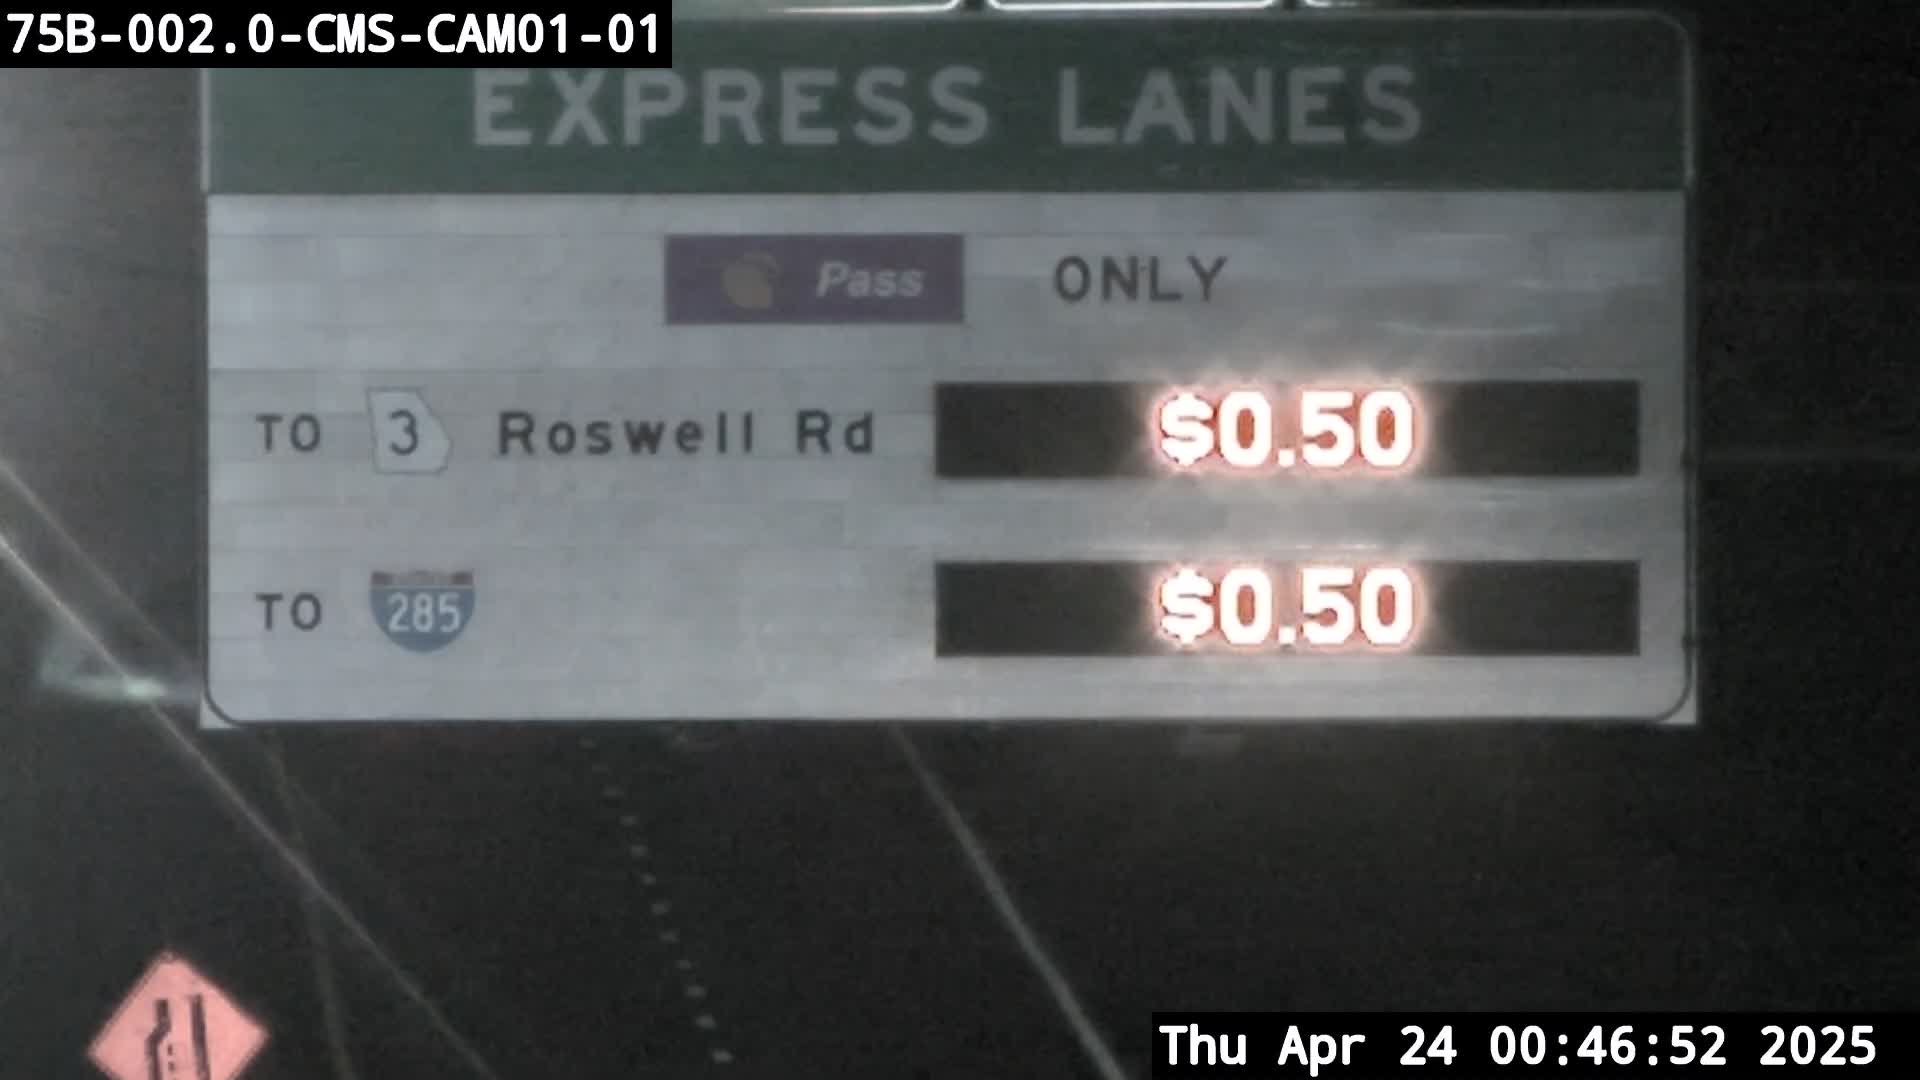 75B-002.0-CMS-CAM01-01
EXPRESS LANES
Pass ONLY
TO 3 Roswell Rd $0.50
TO 285 $0.50
Thu Apr 24 00:46:52 2025